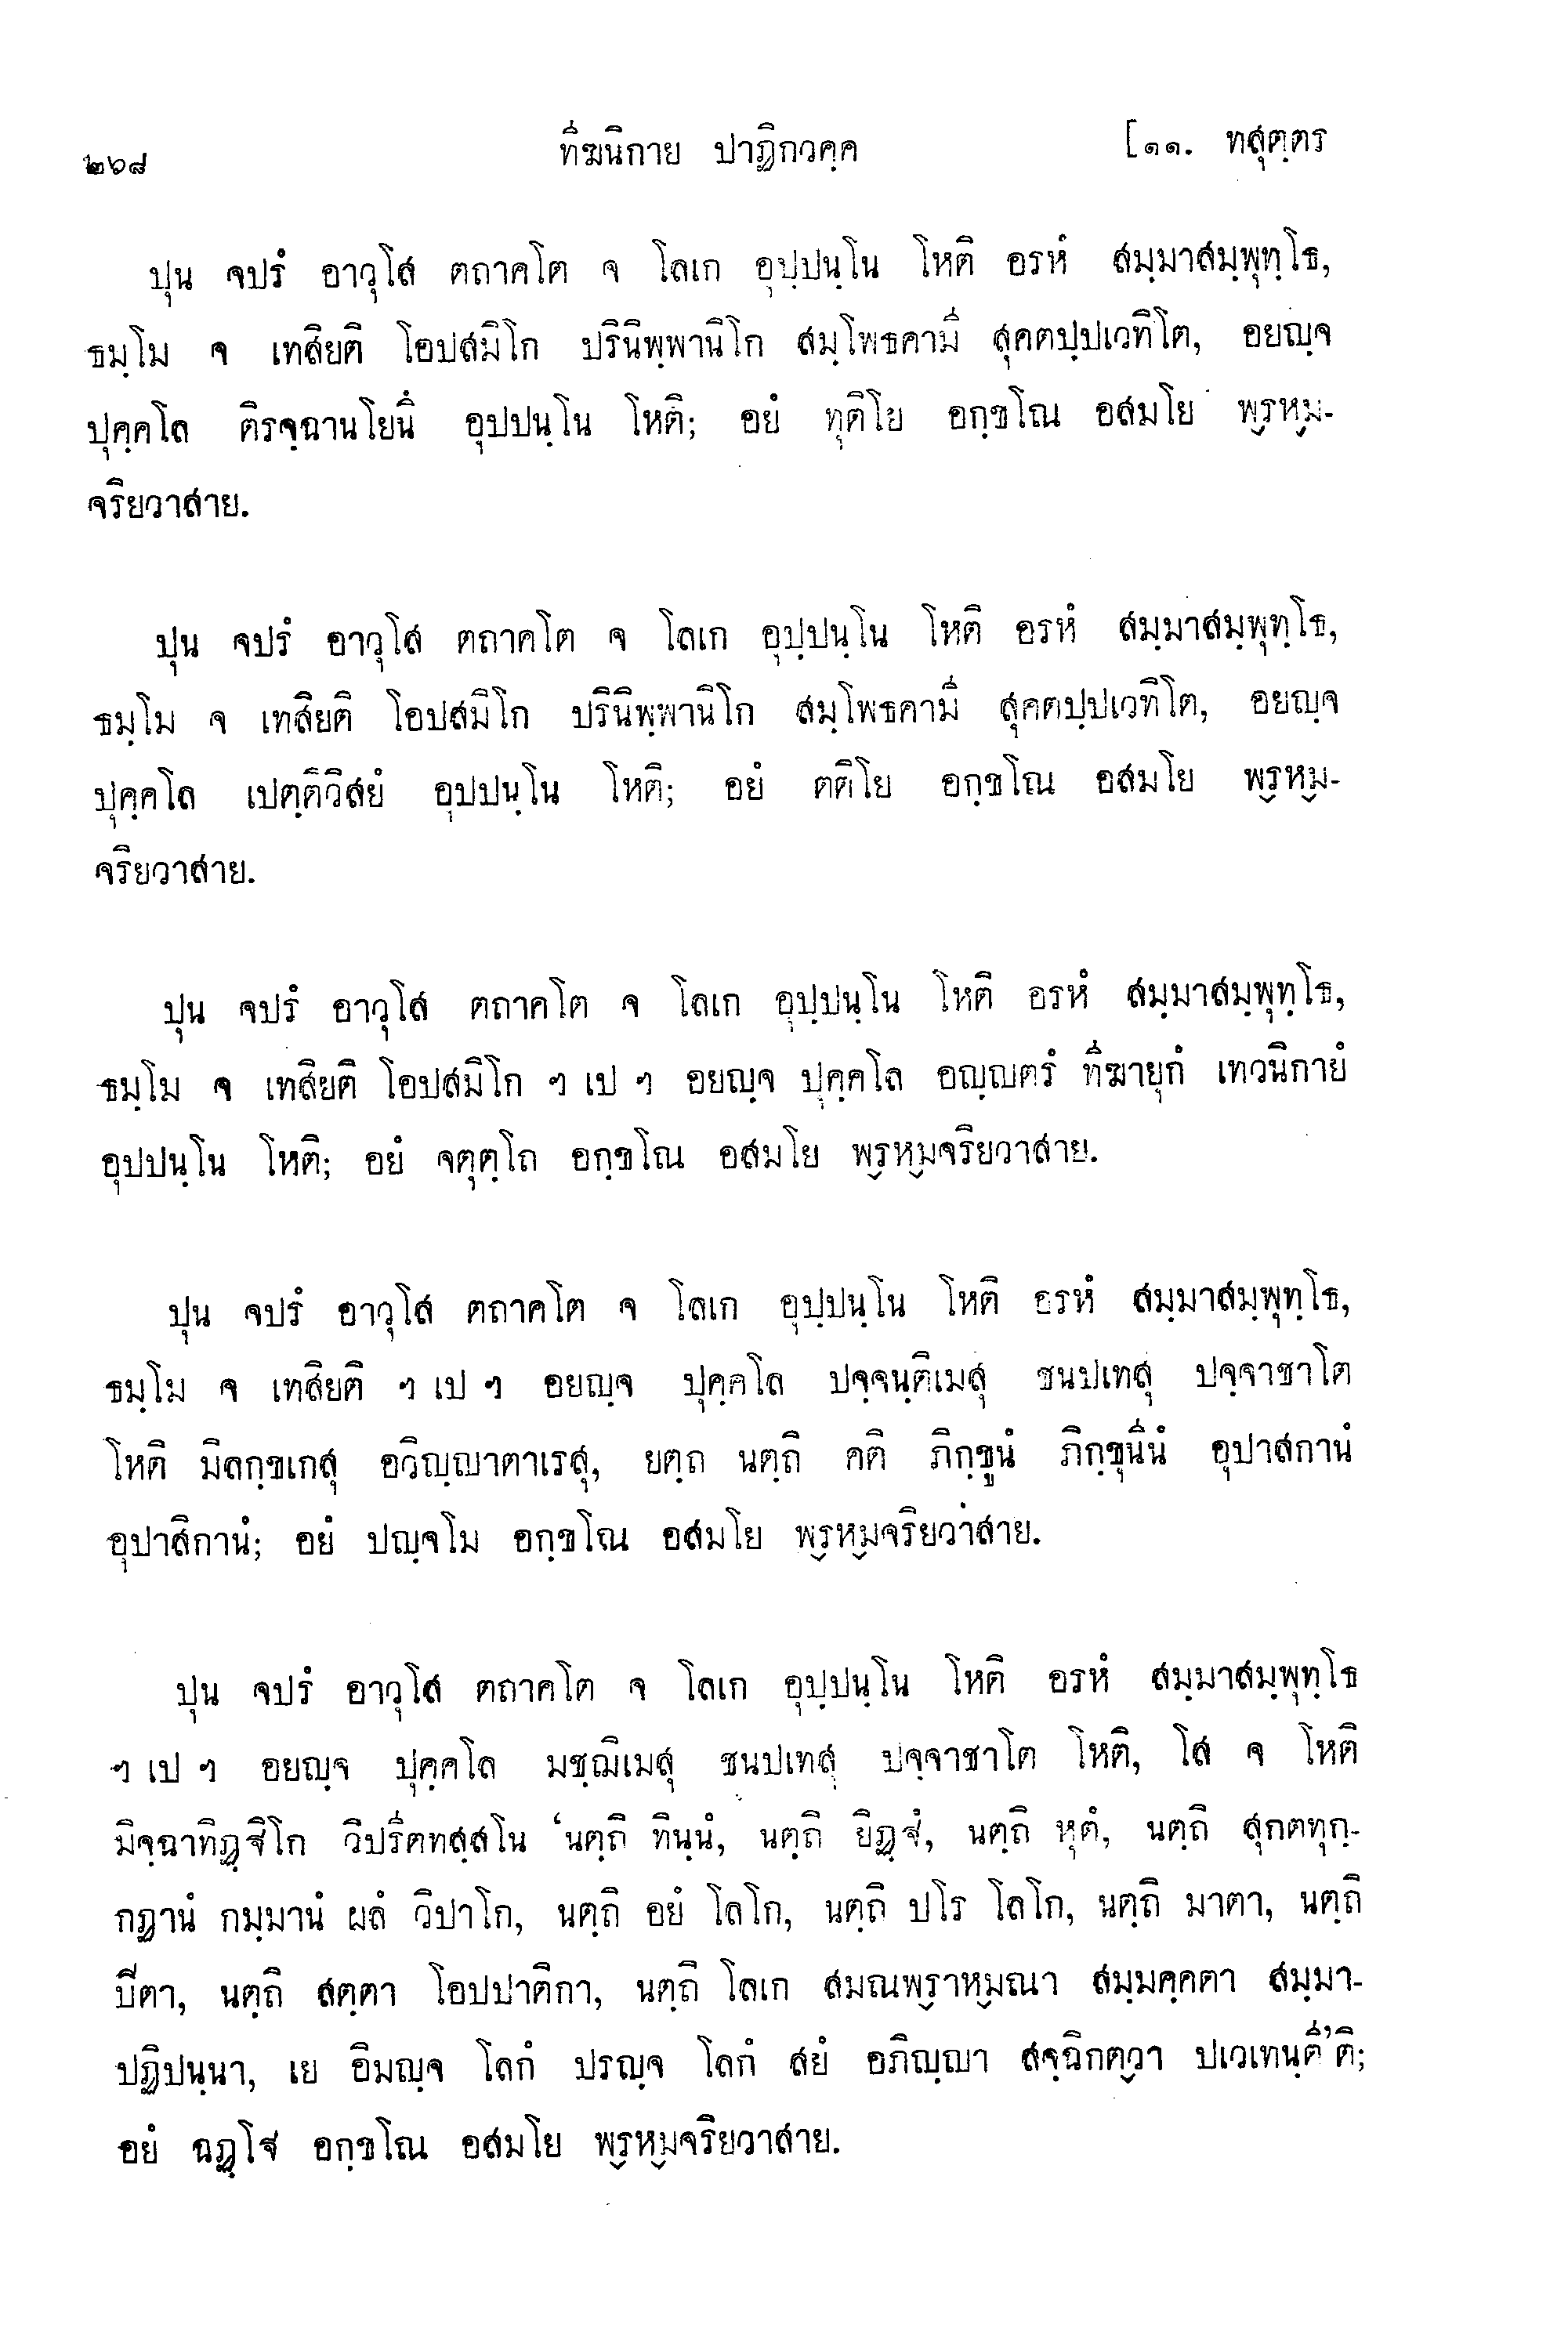 ๒๖๘ ทีฆนิกาย ปาฏิกวคฺค [๑๑. ทสุตฺตร
ปุน จปรํ อาวุโส ตถาคโต จ โลเก อุปฺปนฺโน โหติ อรหํ สมฺมาสมฺพุทฺโธ,
ธมฺโม จ เทสิยติ โอปสมิโก ปรินิพฺพานิโก สมฺโพธคามี สุคตปฺปเวทิโต, อยญฺจ
ปุคฺคโล ติรจฺฉานโยนึ อุปปนฺโน โหติ; อยํ ทุติโย อกฺขโณ อสมโย พฺรหฺม-
จริยวาสาย.
ปุน จปรํ อาวุโส ตถาคโต จ โลเก อุปฺปนฺโน โหติ อรหํ สมฺมาสมฺพุทฺโธ,
ธมฺโม จ เทสิยติ โอปสมิโก ปรินิพฺพานิโก สมฺโพธคามี สุคตปฺปเวทิโต, อยญฺจ
ปุคฺคโล เปตฺติวิสยํ อุปปนฺโน โหติ; อยํ ตติโย อกฺขโณ อสมโย พฺรหฺม-
จริยวาสาย.
ปุน จปรํ อาวุโส ตถาคโต จ โลเก อุปฺปนฺโน โหติ อรหํ สมฺมาสมฺพุทฺโธ,
ธมฺโม จ เทสิยติ โอปสมิโก ฯ เป ฯ อยญฺจ ปุคฺคโล อญฺญตรํ ทีฆายุกํ เทวนิกายํ
อุปปนฺโน โหติ; อยํ จตุตฺโถ อกฺขโณ อสมโย พฺรหฺมจริยวาสาย.
ปุน จปรํ อาวุโส ตถาคโต จ โลเก อุปฺปนฺโน โหติ อรหํ สมฺมาสมฺพุทฺโธ,
ธมฺโม จ เทสิยติ ฯ เป ฯ อยญฺจ ปุคฺคโล ปจฺจนฺติเมสุ ชนปเทสุ ปจฺจาชาโต
โหติ มิลกฺขเกสุ อวิญฺญาตาเรสุ, ยตฺถ นตฺถิ คติ ภิกฺขูนํ ภิกฺขุนีนํ อุปาสกานํ
อุปาสิกานํ; อยํ ปญฺจโม อกฺขโณ อสมโย พฺรหฺมจริยวาสาย.
ปุน จปรํ อาวุโส ตถาคโต จ โลเก อุปฺปนฺโน โหติ อรหํ สมฺมาสมฺพุทฺโธ
ฯ เป ฯ อยญฺจ ปุคฺคโล มชฺฌิเมสุ ชนปเทสุ ปจฺจาชาโต โหติ, โส จ โหติ
มิจฺฉาทิฏฺฐิโก วิปรีตทสฺสโน ‘นตฺถิ ทินฺนํ, นตฺถิ ยิฏฺฐํ, นตฺถิ หุตํ, นตฺถิ สุกตทุกฺ-
กฏานํ กมฺมานํ ผลํ วิปาโก, นตฺถิ อยํ โลโก, นตฺถิ ปโร โลโก, นตฺถิ มาตา, นตฺถิ
ปิตา, นตฺถิ สตฺตา โอปปาติกา, นตฺถิ โลเก สมณพฺราหฺมณา สมฺมคฺคตา สมฺมา-
ปฏิปนฺนา, เย อิมญฺจ โลกํ ปรญฺจ โลกํ สยํ อภิญฺญา สจฺฉิกตฺวา ปเวเทนฺตี’ติ;
อยํ ฉฏฺโฐ อกฺขโณ อสมโย พฺรหฺมจริยวาสาย.